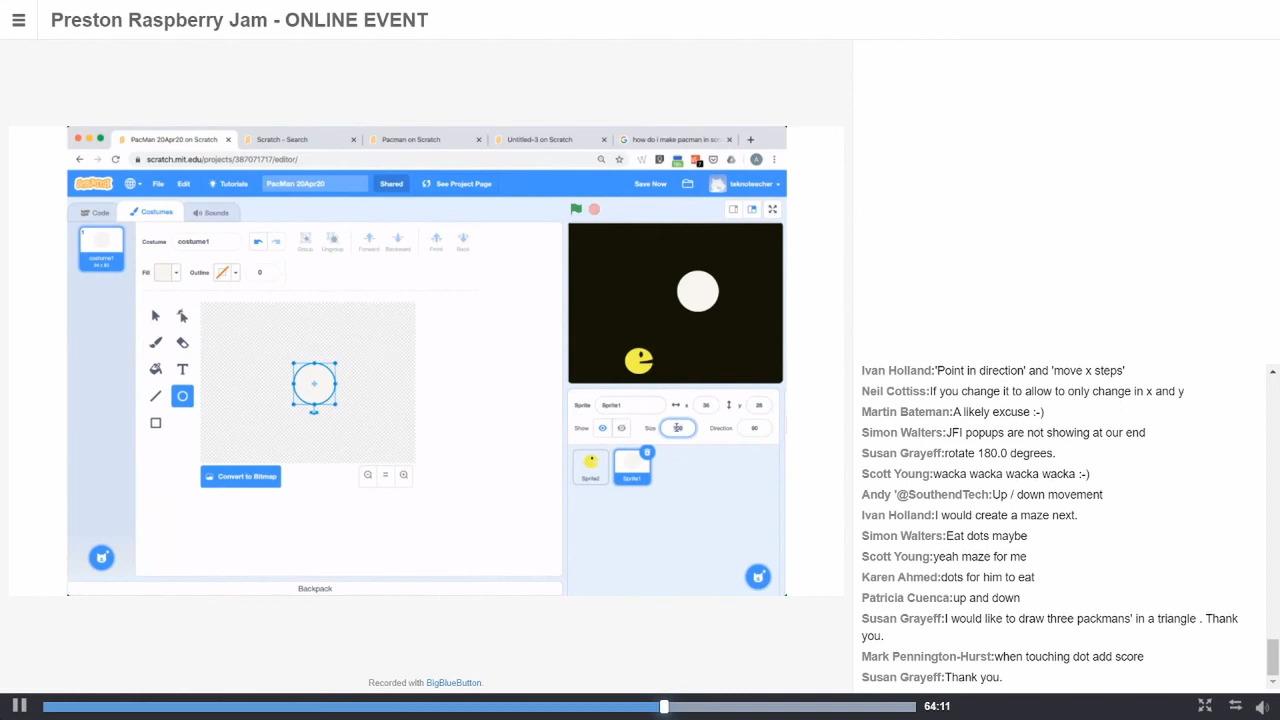 Preston Raspberry Jam - ONLINE EVENT
PacMan 20Apr20 on Scratch
Scratch - Search
Pacman on Scratch
Untitled-3 on Scratch
how do i make pacman in scr
scratch.mit.edu/projects/387071717/editor/
SCRATCH
File
Edit
Tutorials
PacMan 20Apr20
Shared
See Project Page
Save Now
teknoteacher
Code
Costumes
Sounds
1
costume1
Costume
costume1
Group
Ungroup
Forward
Backward
Front
Back
Fill
Outline
0
Convert to Bitmap
Backpack
Sprite
Sprite1
x
36
y
28
Show
Size
Direction
90
Sprite2
Sprite1
Ivan Holland:'Point in direction' and 'move x steps'
Neil Cottiss:If you change it to allow to only change in x and y
Martin Bateman:A likely excuse :-)
Simon Walters:JFI popups are not showing at our end
Susan Grayeff:rotate 180.0 degrees.
Scott Young:wacka wacka wacka wacka :-)
Andy '@SouthendTech:Up / down movement
Ivan Holland:I would create a maze next.
Simon Walters:Eat dots maybe
Scott Young:yeah maze for me
Karen Ahmed:dots for him to eat
Patricia Cuenca:up and down
Susan Grayeff:I would like to draw three packmans' in a triangle . Thank
you.
Mark Pennington-Hurst:when touching dot add score
Susan Grayeff:Thank you.
Recorded with BigBlueButton.
64:11